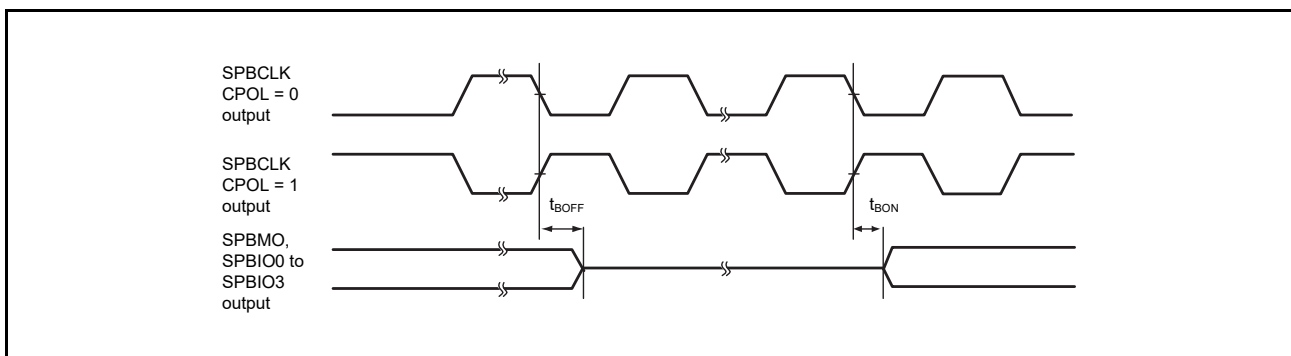 SPBCLK
CPOL = 0
output
SPBCLK
CPOL = 1
output
tBOFF
tBON
SPBMO,
SPBIO0 to
SPBIO3
output